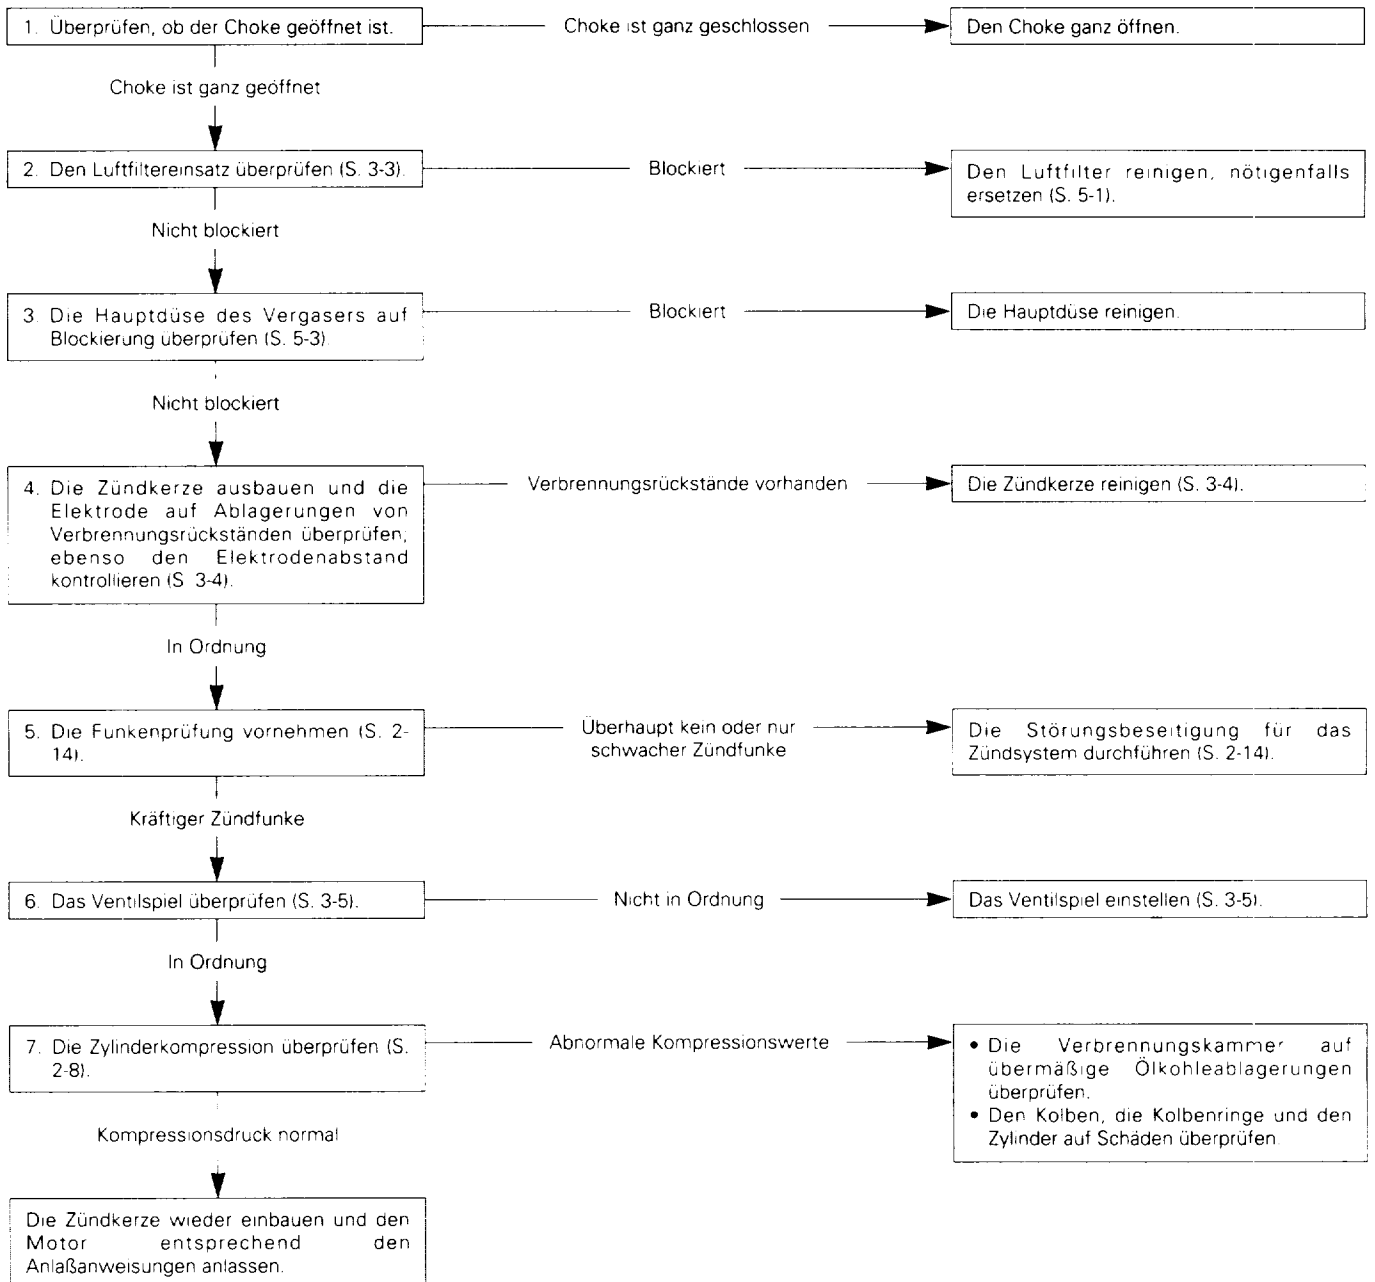 1. Überprüfen, ob der Choke geöffnet ist.
Choke ist ganz geschlossen
Den Choke ganz öffnen.
Choke ist ganz geöffnet
2. Den Luftfiltereinsatz überprüfen (S. 3-3).
Blockiert
Den Luftfilter reinigen, nötigenfalls
ersetzen (S. 5-1).
Nicht blockiert
3. Die Hauptdüse des Vergasers auf
Blockierung überprüfen (S. 5-3)
Blockiert
Die Hauptdüse reinigen.
Nicht blockiert
4. Die Zündkerze ausbauen und die
Elektrode auf Ablagerungen von
Verbrennungsrückständen überprüfen;
ebenso den Elektrodenabstand
kontrollieren (S 3-4).
Verbrennungsrückstände vorhanden
Die Zündkerze reinigen (S. 3-4).
In Ordnung
5. Die Funkenprüfung vornehmen (S. 2-
14).
Überhaupt kein oder nur
schwacher Zündfunke
Die Störungsbeseitigung für das
Zündsystem durchführen (S. 2-14).
Kräftiger Zündfunke
6. Das Ventilspiel überprüfen (S. 3-5).
Nicht in Ordnung
Das Ventilspiel einstellen (S. 3-5).
In Ordnung
7. Die Zylinderkompression überprüfen (S.
2-8).
Abnormale Kompressionswerte
• Die Verbrennungskammer auf
übermäßige Ölkohleablagerungen
überprüfen.
• Den Kolben, die Kolbenringe und den
Zylinder auf Schäden überprüfen.
Kompressionsdruck normal
Die Zündkerze wieder einbauen und den
Motor entsprechend den
Anlaßanweisungen anlassen.